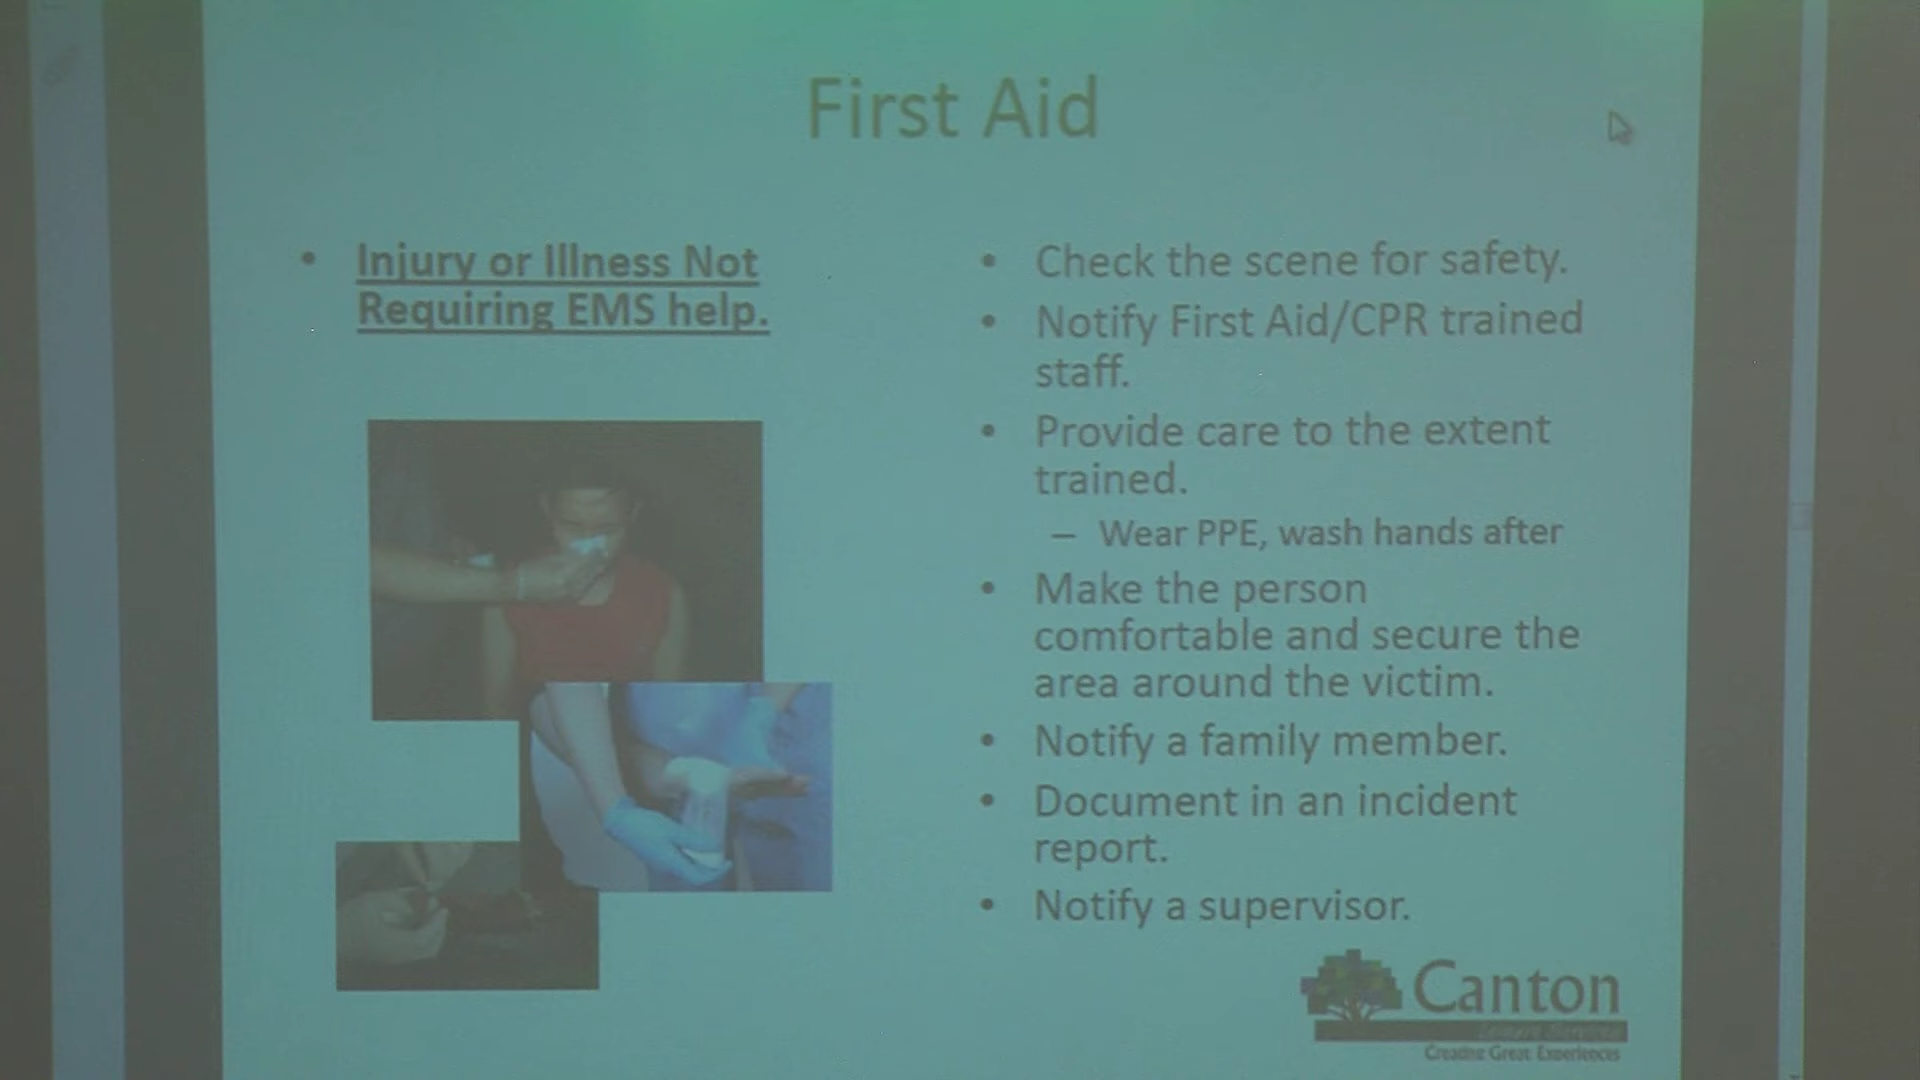 First Aid
• Injury or Illness Not
Requiring EMS help.
• Check the scene for safety.
• Notify First Aid/CPR trained
staff.
• Provide care to the extent
trained.
– Wear PPE, wash hands after
• Make the person
comfortable and secure the
area around the victim.
• Notify a family member.
• Document in an incident
report.
• Notify a supervisor.
Canton
Leisure Services
Creating Great Experiences